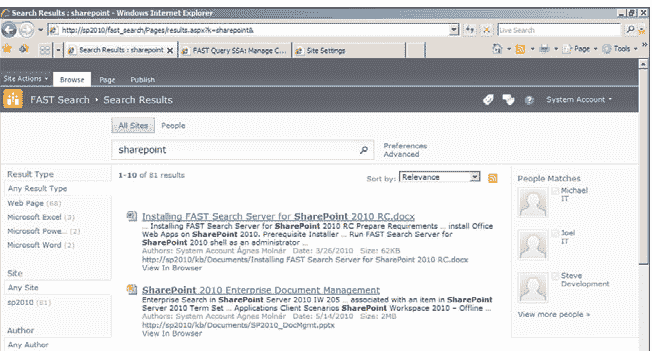 Search Results : sharepoint - Windows Internet Explorer
http://sp2010/fast_search/Pages/results.aspx?k=sharepoint&
Live Search
Search Results : sharepoint
FAST Query SSA: Manage C...
Site Settings
Page
Tools
Site Actions
Browse
Page
Publish
FAST Search
Search Results
System Account
All Sites
People
sharepoint
Preferences
Advanced
Result Type
Any Result Type
Web Page (68)
Microsoft Excel (3)
Microsoft Powe... (2)
Microsoft Word (2)
Site
Any Site
sp2010 (81)
Author
Any Author
1-10 of 81 results
Sort by:
Relevance
Installing FAST Search Server for SharePoint 2010 RC.docx
... Installing FAST Search Server for SharePoint 2010 RC Prepare Requirements ... install Office
Web Apps on SharePoint 2010. Prerequisite Installer ... Run FAST Search Server for
SharePoint 2010 shell as an administrator ...
Authors: System Account Ágnes Molnár Date: 3/26/2010 Size: 62KB
http://sp2010/kb/Documents/Installing FAST Search Server for SharePoint 2010 RC.docx
View In Browser
SharePoint 2010 Enterprise Document Management
Enterprise Search in SharePoint Server 2010 IW 205 ... associated with an item in SharePoint
Server 2010 Term Set ... Applications Client Scenarios SharePoint Workspace 2010 – Offline ...
Authors: Ágnes Molnár Date: 5/14/2010 Size: 2MB
http://sp2010/kb/Documents/SP2010_DocMgmt.pptx
View In Browser
People Matches
Michael
IT
Joel
IT
Steve
Development
View more people »